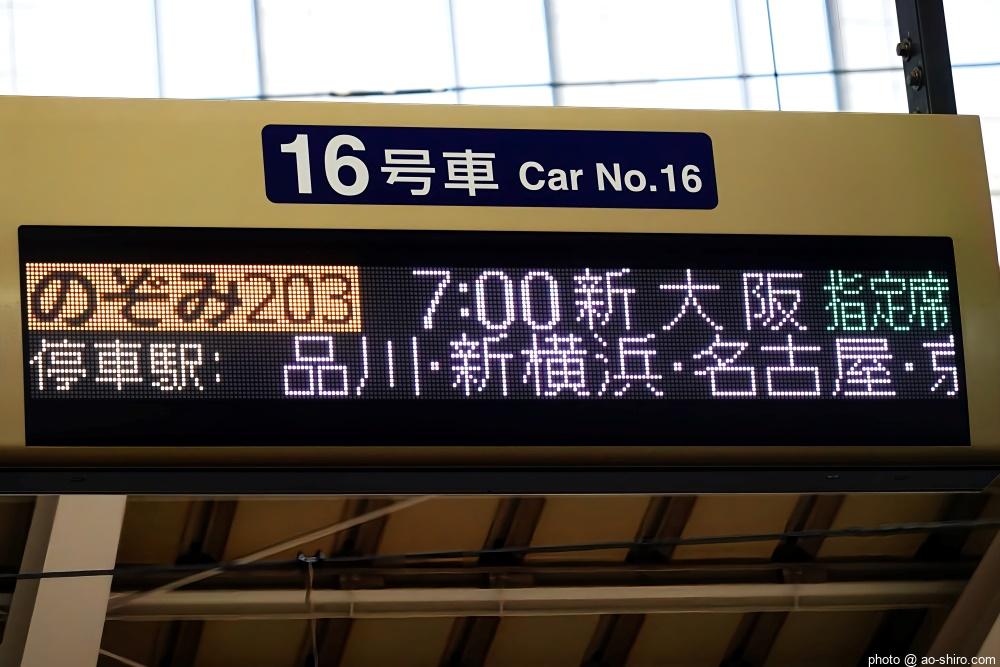 16号車 Car No.16
のぞみ203 7:00 新大阪 指定席
停車駅: 品川・新横浜・名古屋・京
photo @ ao-shiro.com